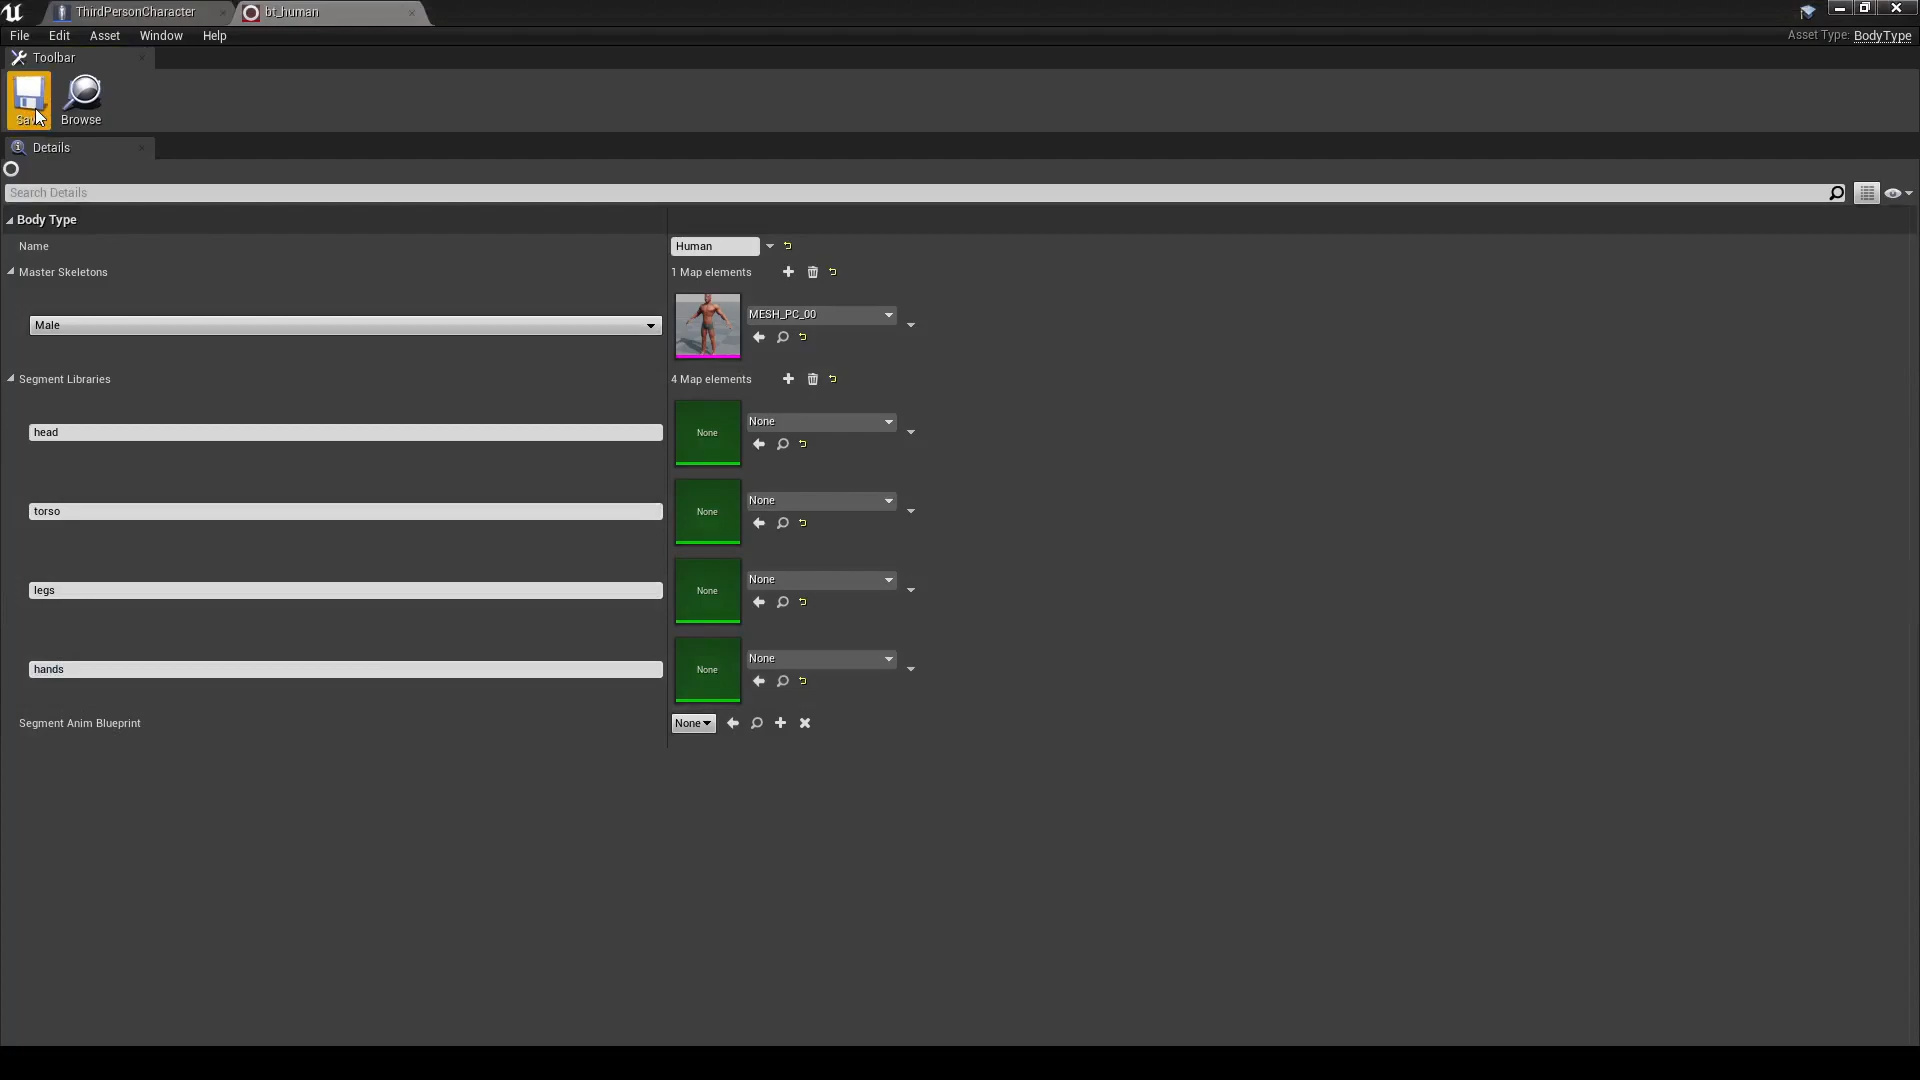 ThirdPersonCharacter
bt_human
File Edit Asset Window Help
Asset Type: BodyType
Toolbar
Save Browse
Details
Search Details
Body Type
Name Human
Master Skeletons 1 Map elements
Male MESH_PC_00
Segment Libraries 4 Map elements
head None None
torso None None
legs None None
hands None None
Segment Anim Blueprint None